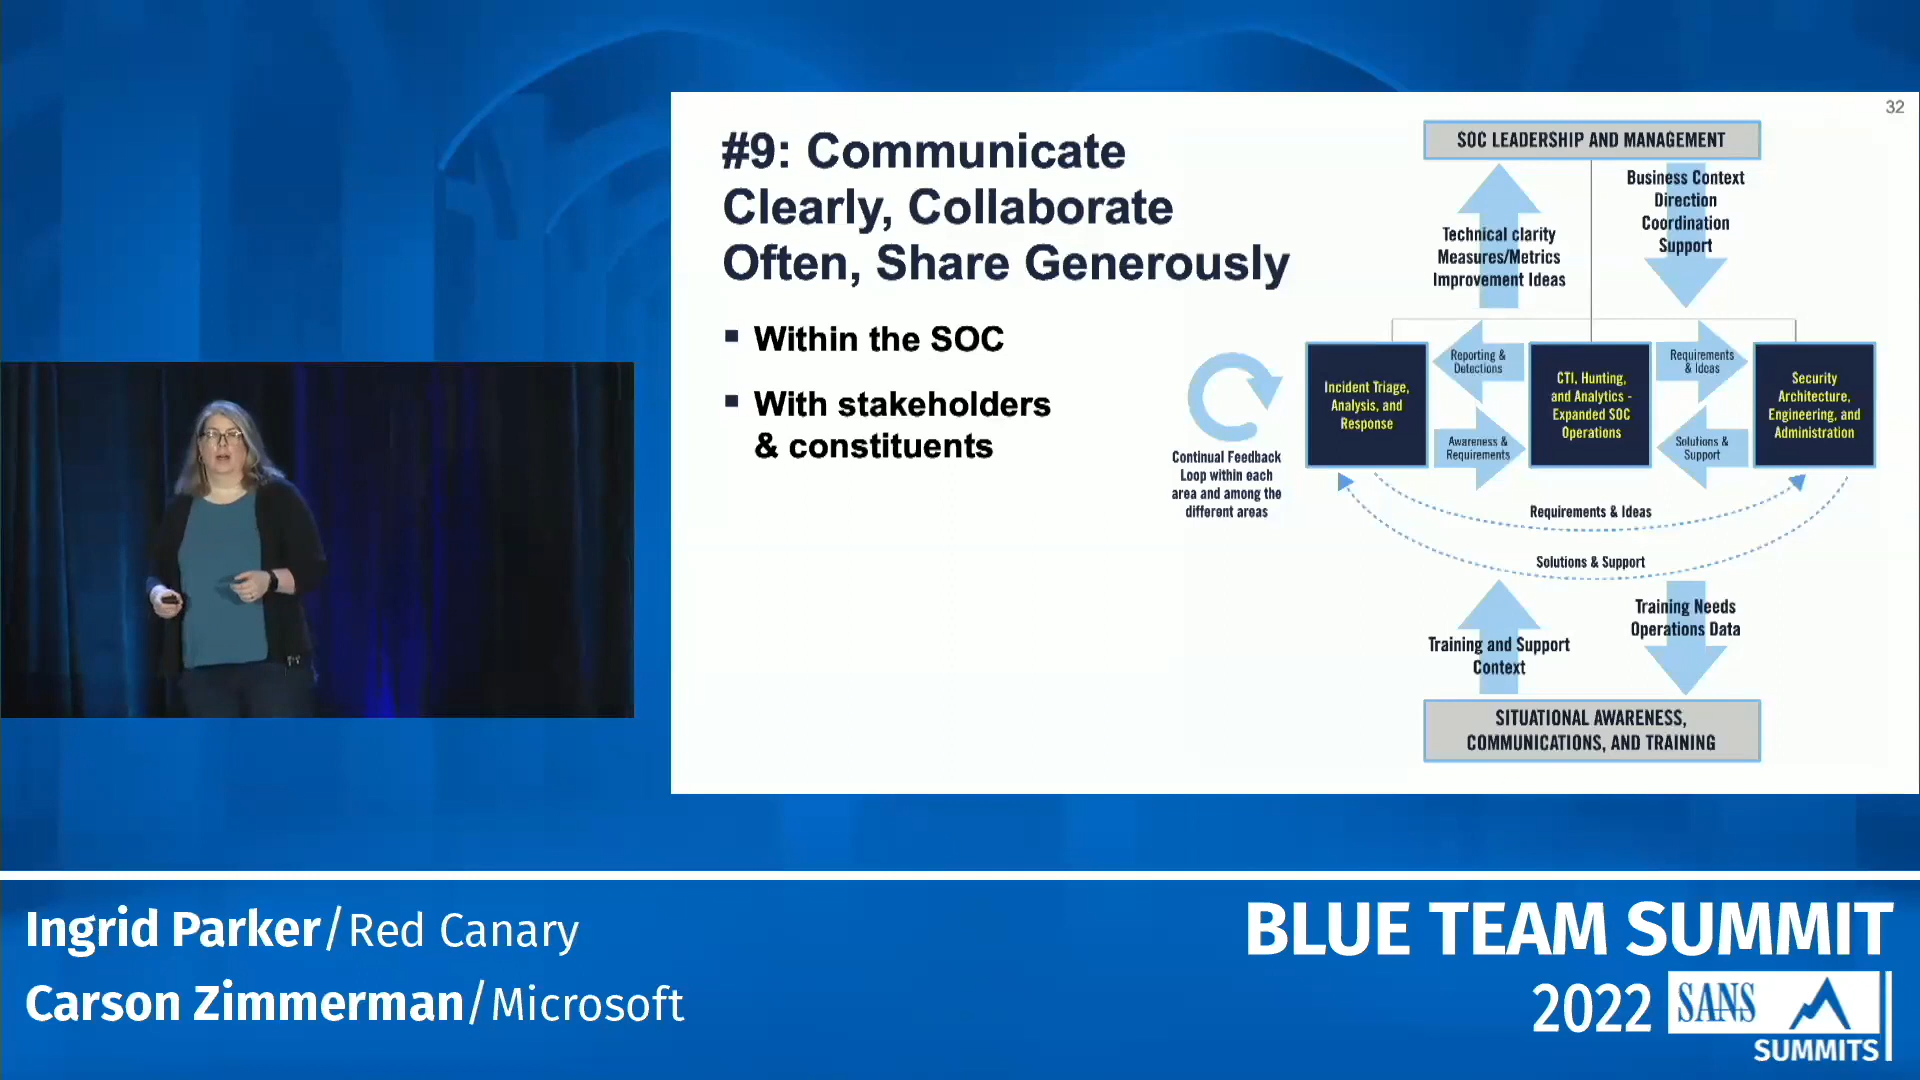 32
#9: Communicate
Clearly, Collaborate
Often, Share Generously
▪ Within the SOC
▪ With stakeholders
& constituents
SOC LEADERSHIP AND MANAGEMENT
Technical clarity
Measures/Metrics
Improvement Ideas
Business Context
Direction
Coordination
Support
Continual Feedback
Loop within each
area and among the
different areas
Incident Triage,
Analysis, and
Response
Reporting &
Detections
Awareness &
Requirements
CTI, Hunting,
and Analytics -
Expanded SOC
Operations
Requirements
& Ideas
Solutions &
Support
Security
Architecture,
Engineering, and
Administration
Requirements & Ideas
Solutions & Support
Training and Support
Context
Training Needs
Operations Data
SITUATIONAL AWARENESS,
COMMUNICATIONS, AND TRAINING
Ingrid Parker/Red Canary
Carson Zimmerman/Microsoft
BLUE TEAM SUMMIT
2022
SANS
SUMMITS